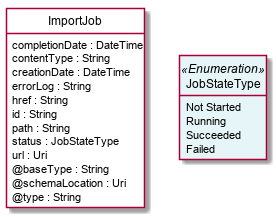 ImportJob
completionDate : DateTime
contentType : String
creationDate : DateTime
errorLog : String
href : String
id : String
path : String
status : JobStateType
url : Uri
@baseType : String
@schemaLocation : Uri
@type : String
«Enumeration»
JobStateType
Not Started
Running
Succeeded
Failed